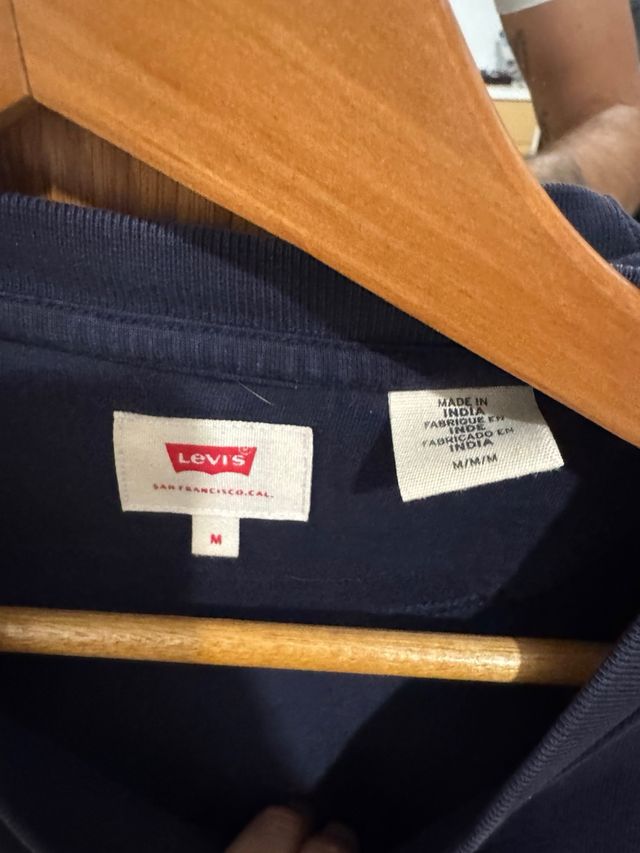 LEVI'S
®
SAN FRANCISCO.CAL.
M
MADE IN
INDIA
FABRIQUE EN
INDE
FABRICADO EN
INDIA
M/M/M